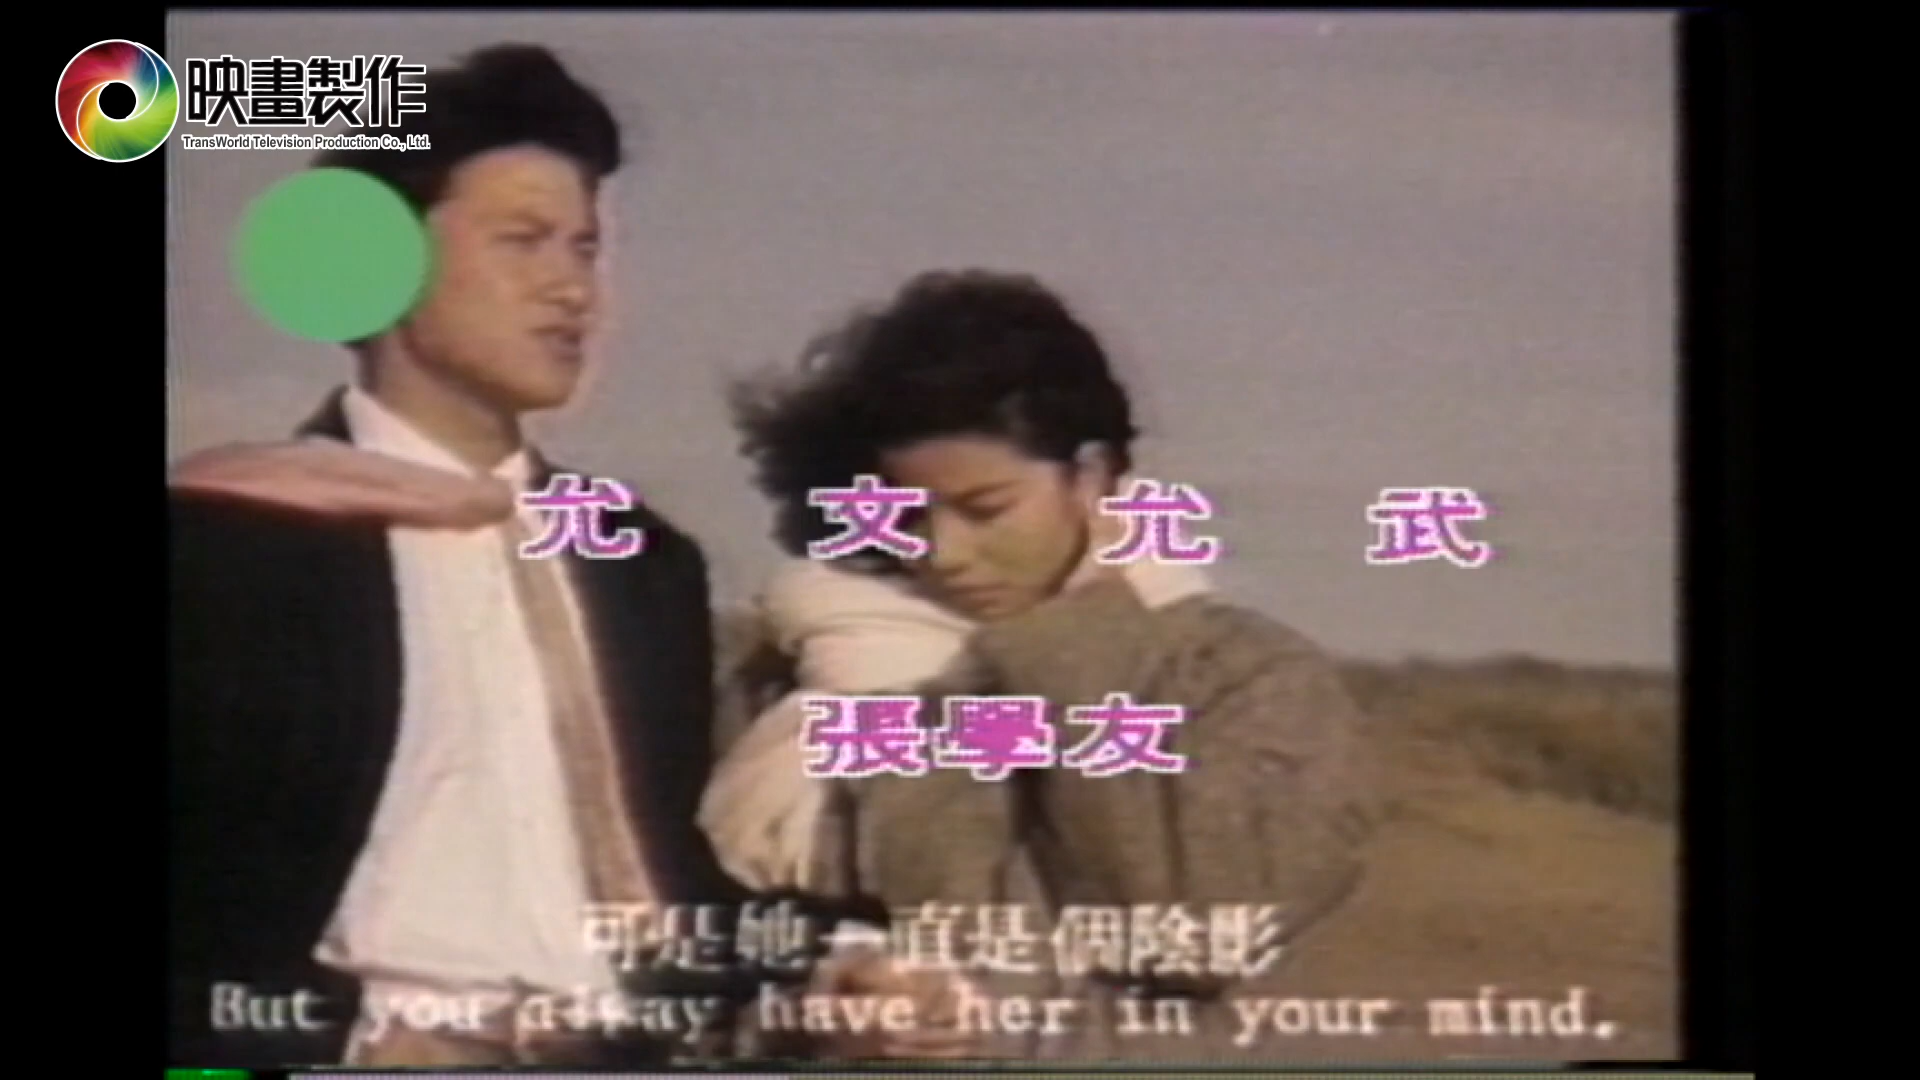 映畫製作
TransWorld Television Production Co., Ltd.
允文允武
張學友
可是她一直是個陰影
But you alway have her in your mind.